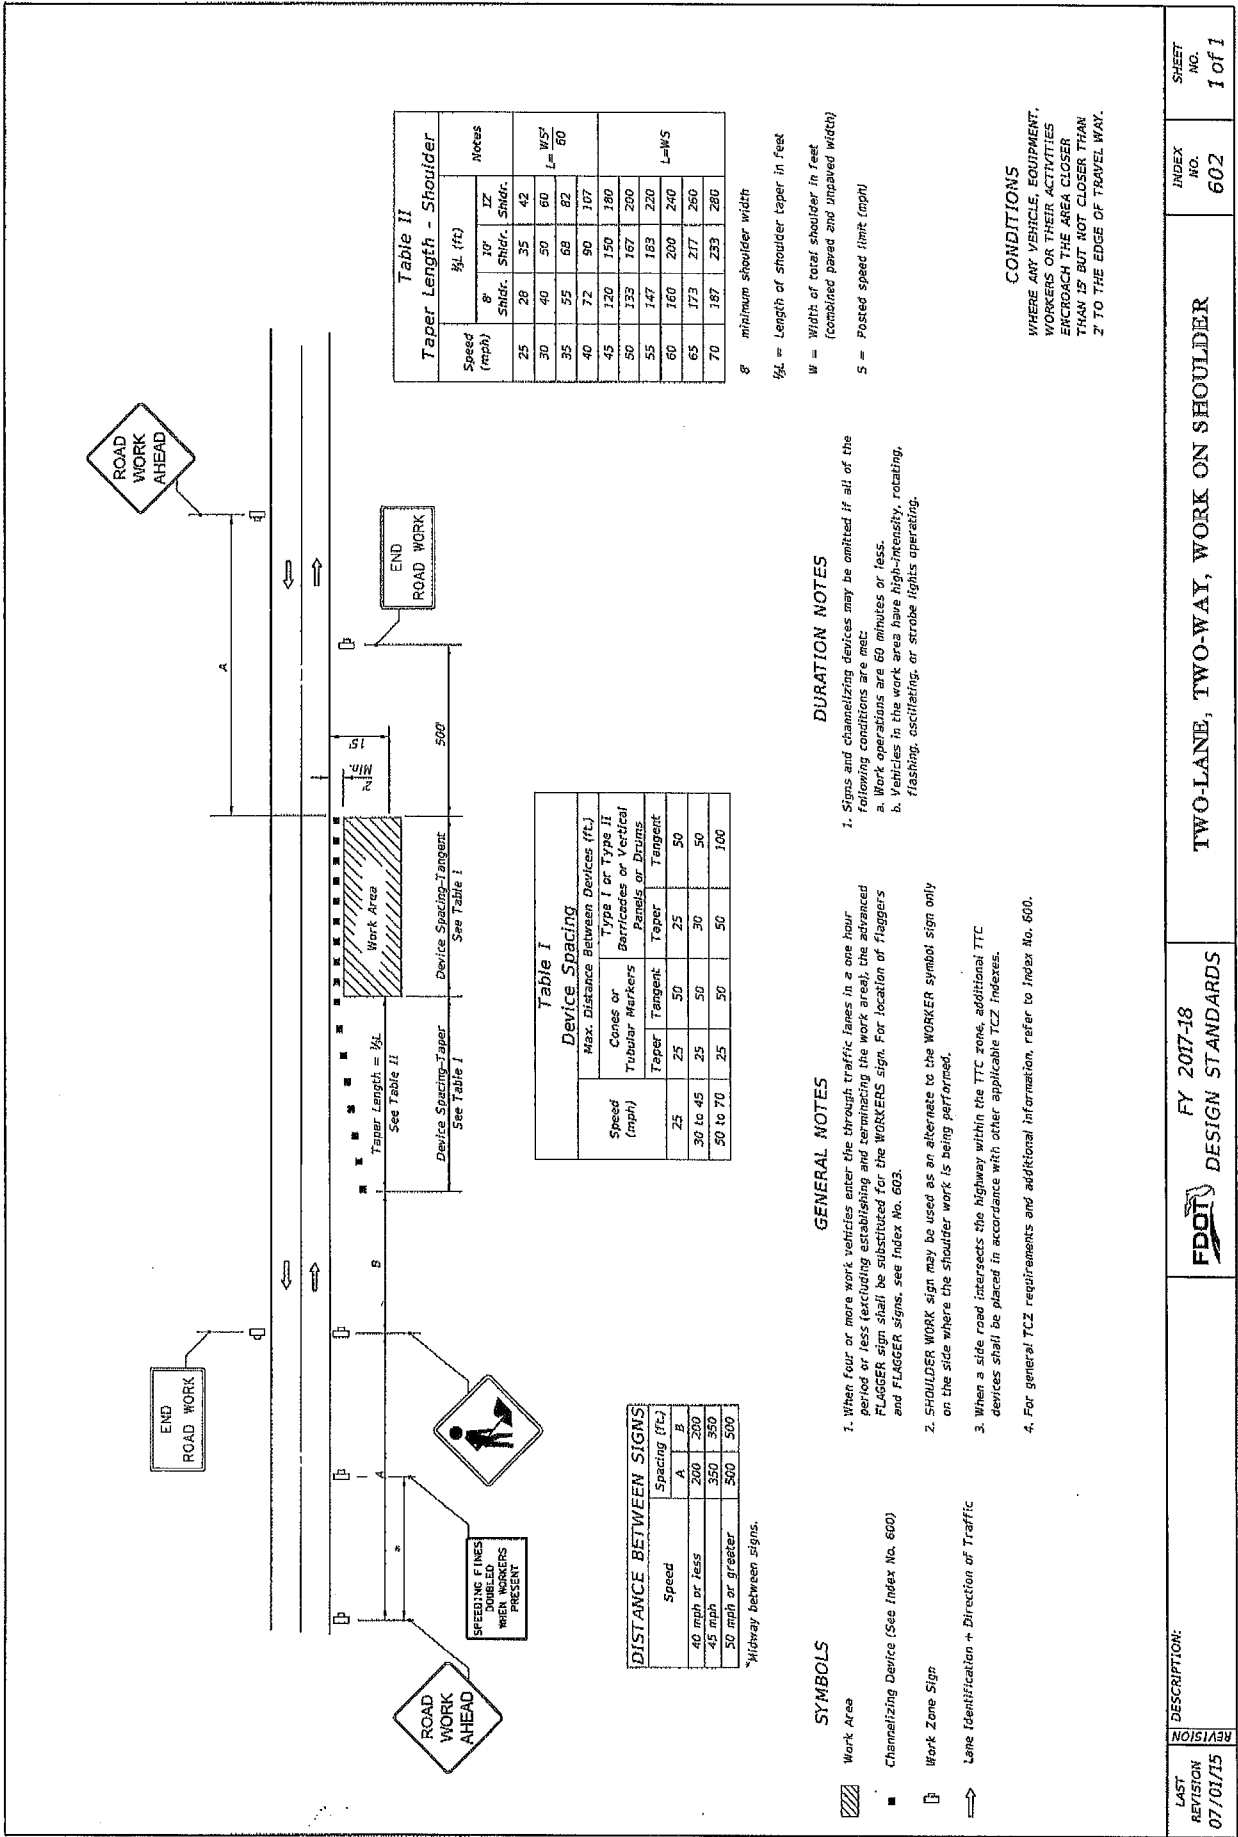 ROAD
WORK
AHEAD
SPEEDING FINES
DOUBLED
WHEN WORKERS
PRESENT
*
A
B
END
ROAD WORK
Taper Length = ⅓L
See Table II
Device Spacing-Taper
See Table I
Work Area
Device Spacing-Tangent
See Table I
2'
Min.
15'
500'
A
END
ROAD WORK
ROAD
WORK
AHEAD
DISTANCE BETWEEN SIGNS
Speed Spacing (ft.)
A B
40 mph or less 200 200
45 mph 350 350
50 mph or greater 500 500
*Midway between signs.
Table I
Device Spacing
Speed (mph) Max. Distance Between Devices (ft.)
Cones or Tubular Markers Type I or Type II Barricades or Vertical Panels or Drums
Taper Tangent Taper Tangent
25 25 50 25 50
30 to 45 25 50 30 50
50 to 70 25 50 50 100
Table II
Taper Length - Shoulder
Speed (mph) ⅓L (ft) Notes
8' Shldr. 10' Shldr. 12' Shldr.
25 28 35 42
30 40 50 60
35 55 68 82
40 72 90 107
L= WS²/60
45 120 150 180
50 133 167 200
55 147 183 220
60 160 200 240
65 173 217 260
70 187 233 280
L=WS
8' minimum shoulder width
⅓L = Length of shoulder taper in feet
W = Width of total shoulder in feet
(combined paved and unpaved width)
S = Posted speed limit (mph)
SYMBOLS
Work Area
Channelizing Device (See Index No. 600)
Work Zone Sign
Lane Identification + Direction of Traffic
GENERAL NOTES
1. When four or more work vehicles enter the through traffic lanes in a one hour
period or less (excluding establishing and terminating the work area), the advanced
FLAGGER sign shall be substituted for the WORKERS sign. For location of flaggers
and FLAGGER signs, see Index No. 603.
2. SHOULDER WORK sign may be used as an alternate to the WORKER symbol sign only
on the side where the shoulder work is being performed.
3. When a side road intersects the highway within the TTC zone, additional TTC
devices shall be placed in accordance with other applicable TCZ Indexes.
4. For general TCZ requirements and additional information, refer to Index No. 600.
DURATION NOTES
1. Signs and channelizing devices may be omitted if all of the
following conditions are met:
a. Work operations are 60 minutes or less.
b. Vehicles in the work area have high-intensity, rotating,
flashing, oscillating, or strobe lights operating.
CONDITIONS
WHERE ANY VEHICLE, EQUIPMENT,
WORKERS OR THEIR ACTIVITIES
ENCROACH THE AREA CLOSER
THAN 15' BUT NOT CLOSER THAN
2' TO THE EDGE OF TRAVEL WAY.
LAST
REVISION
07/01/15
REVISION
DESCRIPTION:
FDOT
FY 2017-18
DESIGN STANDARDS
TWO-LANE, TWO-WAY, WORK ON SHOULDER
INDEX
NO.
602
SHEET
NO.
1 of 1